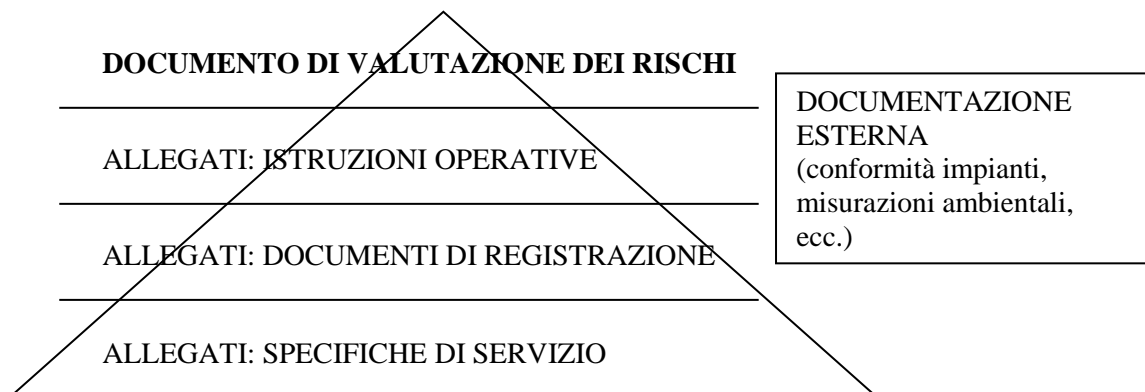 DOCUMENTO DI VALUTAZIONE DEI RISCHI
ALLEGATI: ISTRUZIONI OPERATIVE
ALLEGATI: DOCUMENTI DI REGISTRAZIONE
ALLEGATI: SPECIFICHE DI SERVIZIO
DOCUMENTAZIONE
ESTERNA
(conformità impianti,
misurazioni ambientali,
ecc.)